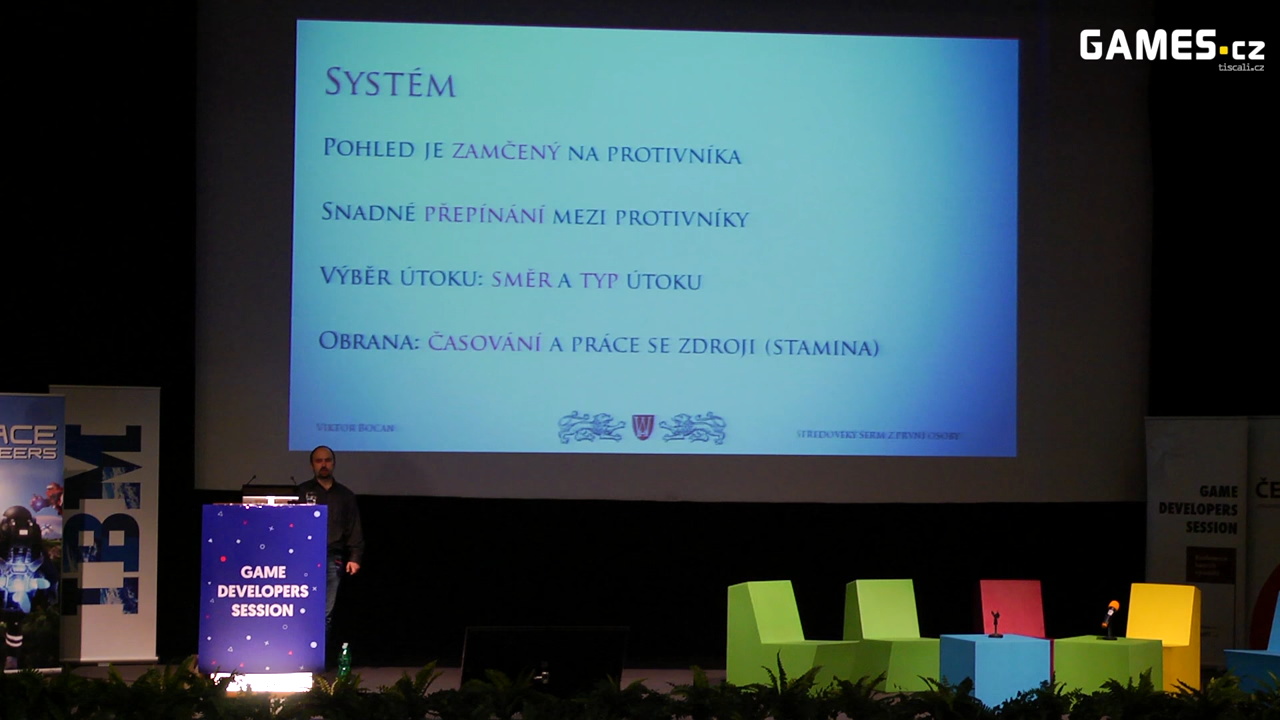 GAMES.cz
tiscali.cz
Systém
Pohled je zamčený na protivníka
Snadné přepínání mezi protivníky
Výběr útoku: směr a typ útoku
Obrana: časování a práce se zdroji (stamina)
Viktor Bocan
Středověký šerm z první osoby
IBM
GAME
DEVELOPERS
SESSION
GAME
DEVELOPERS
SESSION